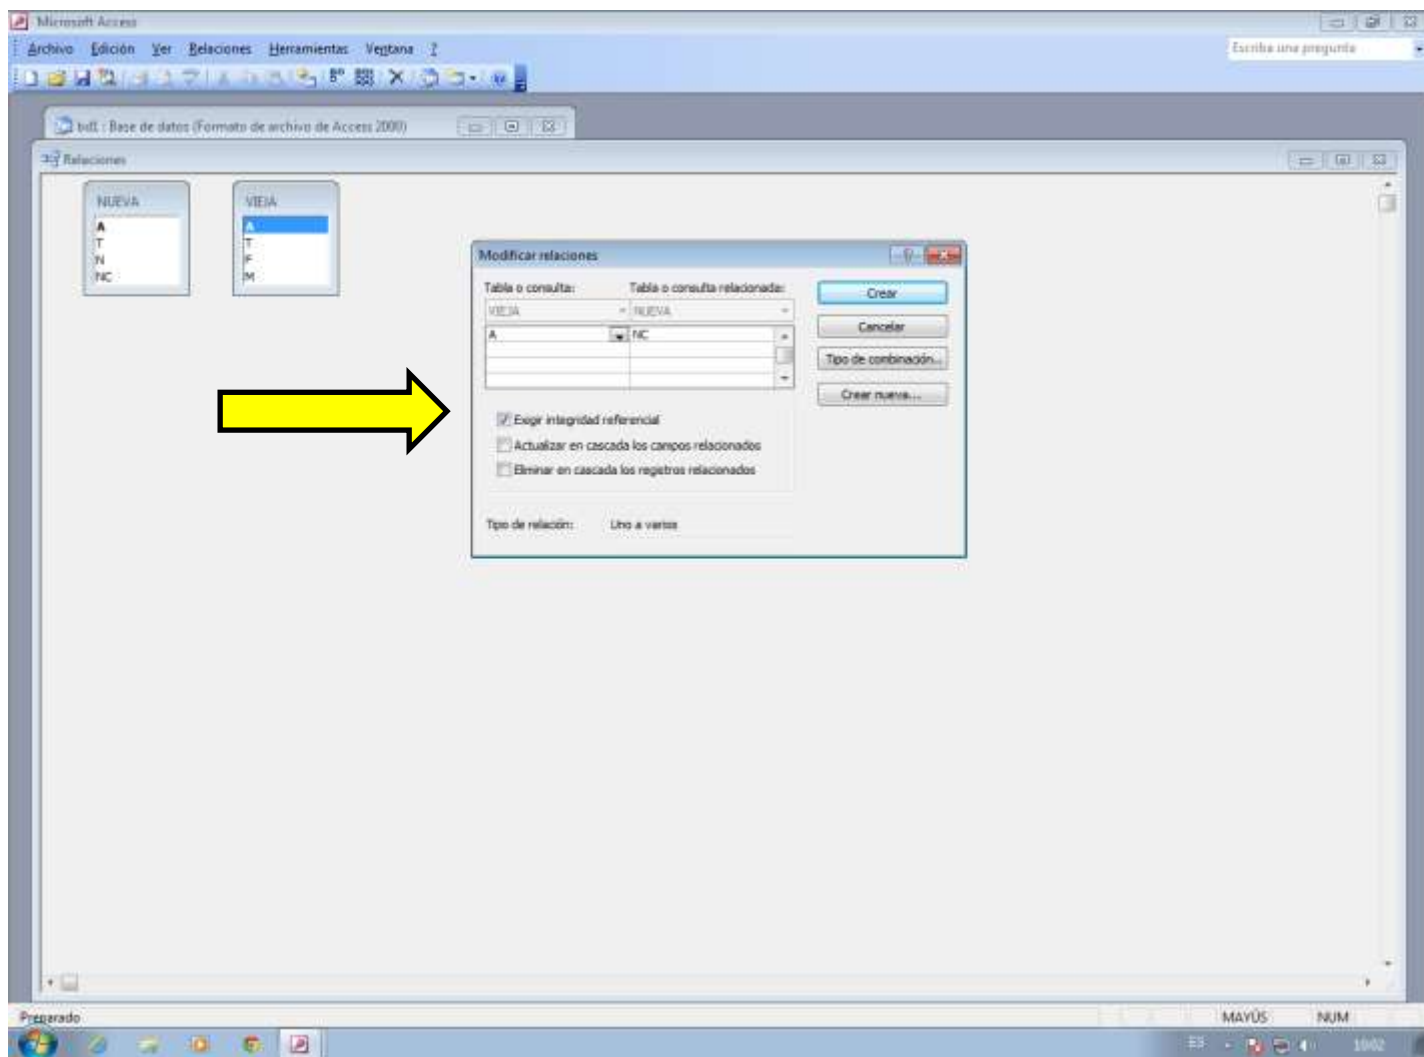 Microsoft Access
Archivo Edición Ver Relaciones Herramientas Ventana ?
Escriba una pregunta
bd1 : Base de datos (Formato de archivo de Access 2000)
Relaciones
NUEVA
A
T
N
NC
VIEJA
A
T
F
M
Modificar relaciones
Tabla o consulta: Tabla o consulta relacionada:
VIEJA NUEVA
A NC
Crear
Cancelar
Tipo de combinación...
Crear nueva...
Exigir integridad referencial
Actualizar en cascada los campos relacionados
Eliminar en cascada los registros relacionados
Tipo de relación: Uno a varios
Preparado
MAYÚS NUM
ES
10:02